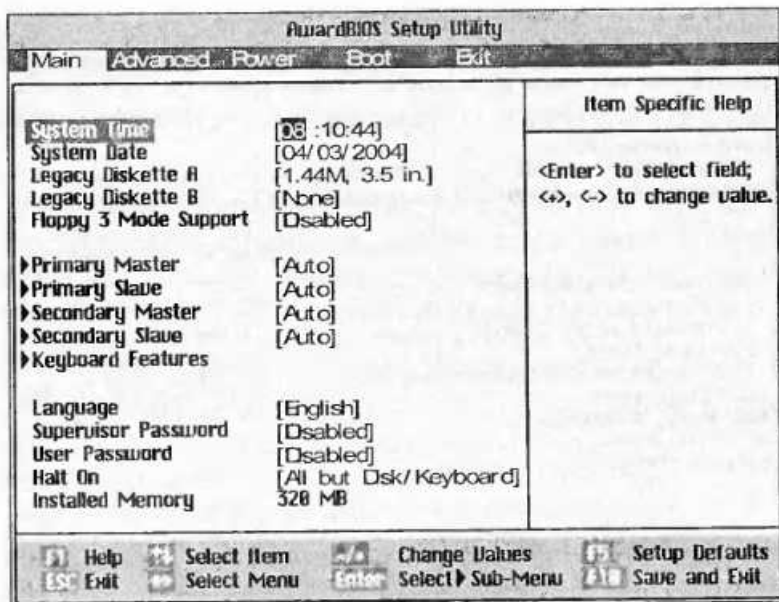 AwardBIOS Setup Utility
Main Advanced Power Boot Exit
Item Specific Help
System Time [08 :10:44]
System Date [04/03/2004]
Legacy Diskette A [1.44M, 3.5 in.]
Legacy Diskette B [None]
Floppy 3 Mode Support [Disabled]
<Enter> to select field;
<+>, <-> to change value.
Primary Master [Auto]
Primary Slave [Auto]
Secondary Master [Auto]
Secondary Slave [Auto]
Keyboard Features
Language [English]
Supervisor Password [Disabled]
User Password [Disabled]
Halt On [All but Disk/Keyboard]
Installed Memory 320 MB
Help Select Item Change Values Setup Defaults
ESC Exit Select Menu Enter Select Sub-Menu F10 Save and Exit